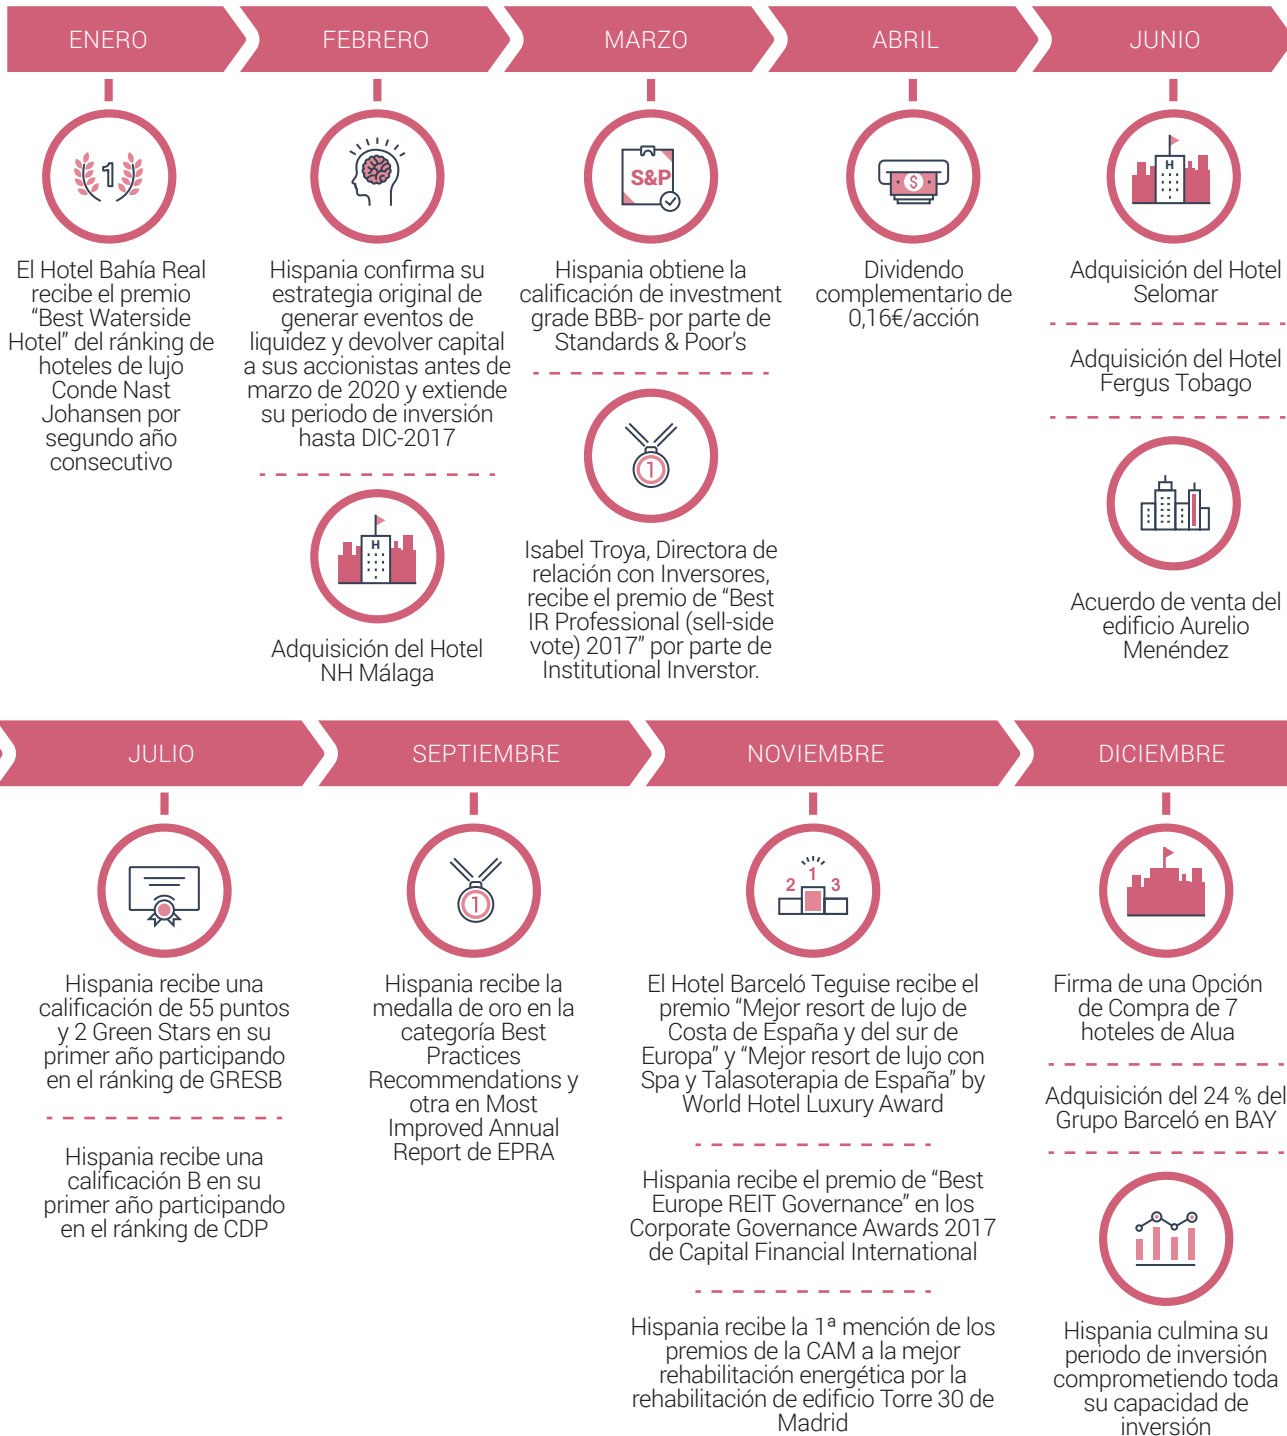 ENERO
FEBRERO
MARZO
ABRIL
JUNIO
1
El Hotel Bahía Real
recibe el premio
“Best Waterside
Hotel” del ránking de
hoteles de lujo
Conde Nast
Johansen por
segundo año
consecutivo
Hispania confirma su
estrategia original de
generar eventos de
liquidez y devolver capital
a sus accionistas antes de
marzo de 2020 y extiende
su periodo de inversión
hasta DIC-2017
H
Adquisición del Hotel
NH Málaga
S&P
Hispania obtiene la
calificación de investment
grade BBB- por parte de
Standards & Poor’s
1
Isabel Troya, Directora de
relación con Inversores,
recibe el premio de “Best
IR Professional (sell-side
vote) 2017” por parte de
Institutional Inverstor.
$
Dividendo
complementario de
0,16€/acción
H
Adquisición del Hotel
Selomar
Adquisición del Hotel
Fergus Tobago
Acuerdo de venta del
edificio Aurelio
Menéndez
JULIO
SEPTIEMBRE
NOVIEMBRE
DICIEMBRE
Hispania recibe una
calificación de 55 puntos
y 2 Green Stars en su
primer año participando
en el ránking de GRESB
Hispania recibe una
calificación B en su
primer año participando
en el ránking de CDP
1
Hispania recibe la
medalla de oro en la
categoría Best
Practices
Recommendations y
otra en Most
Improved Annual
Report de EPRA
2 1 3
El Hotel Barceló Teguise recibe el
premio “Mejor resort de lujo de
Costa de España y del sur de
Europa” y “Mejor resort de lujo con
Spa y Talasoterapia de España” by
World Hotel Luxury Award
Hispania recibe el premio de “Best
Europe REIT Governance” en los
Corporate Governance Awards 2017
de Capital Financial International
Hispania recibe la 1ª mención de los
premios de la CAM a la mejor
rehabilitación energética por la
rehabilitación de edificio Torre 30 de
Madrid
Firma de una Opción
de Compra de 7
hoteles de Alua
Adquisición del 24 % del
Grupo Barceló en BAY
Hispania culmina su
periodo de inversión
comprometiendo toda
su capacidad de
inversión